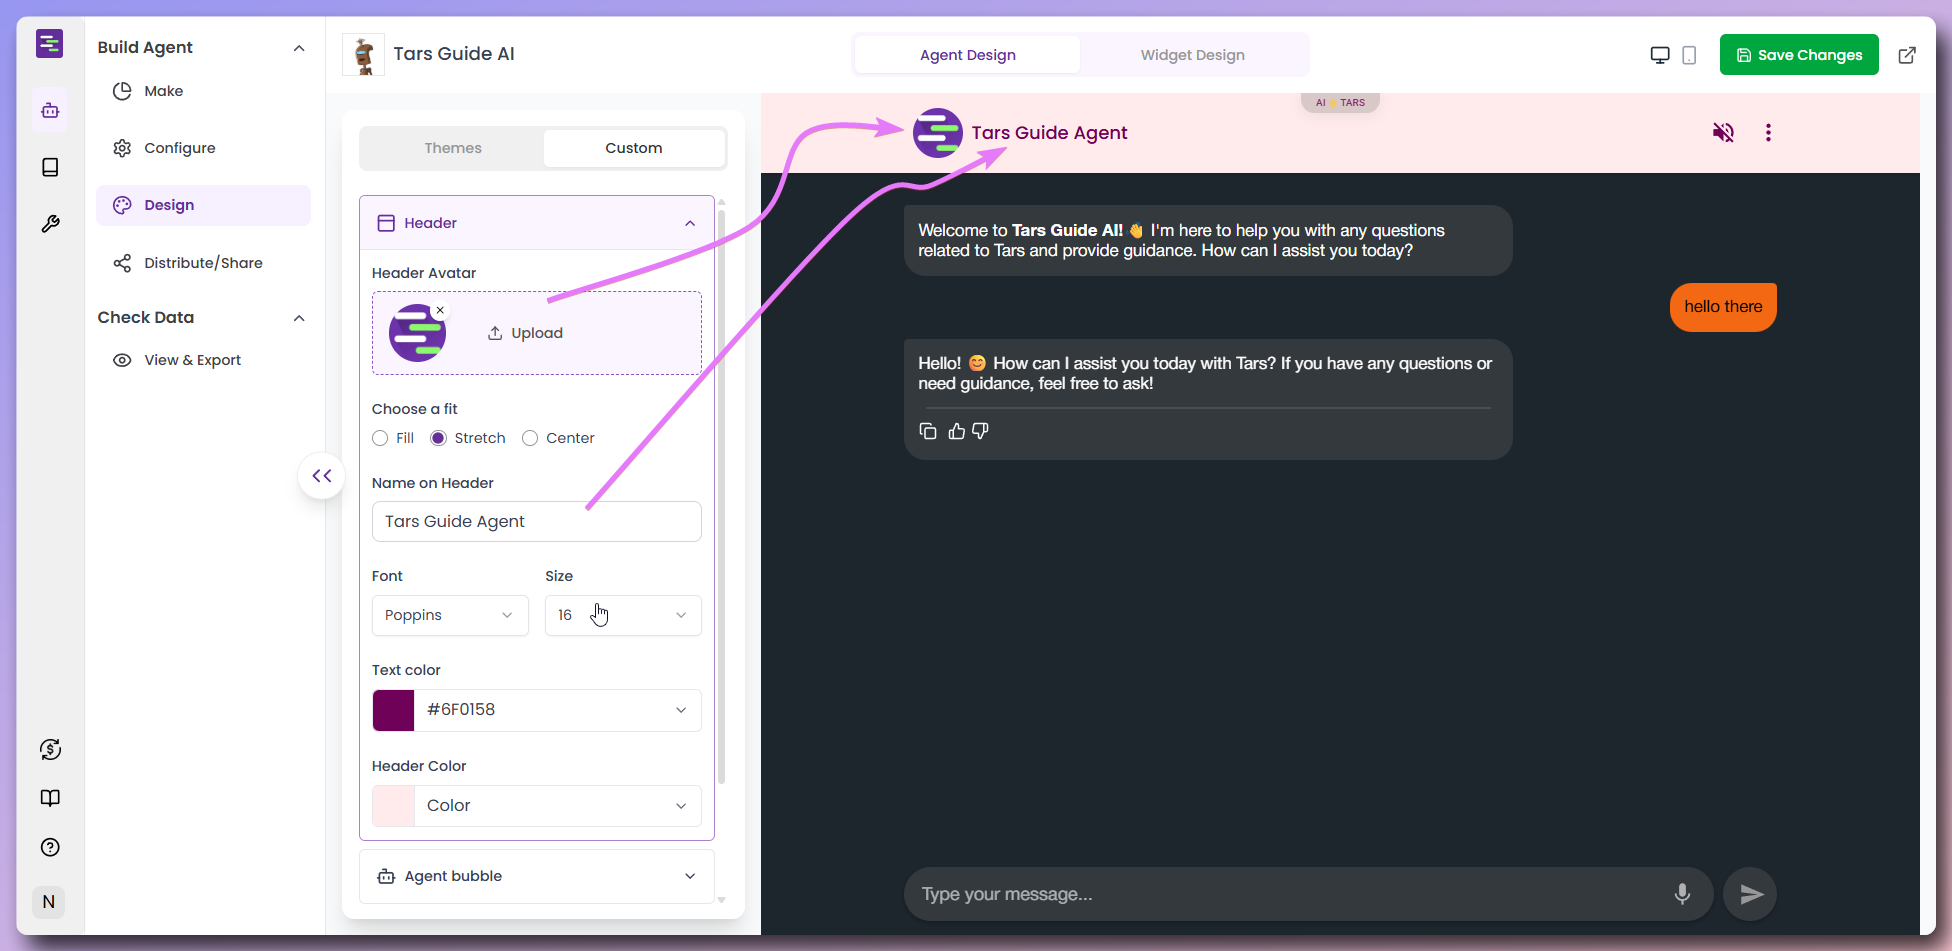 Build Agent
Make
Configure
Design
Distribute/Share
Check Data
View & Export
N
Tars Guide AI
Agent Design
Widget Design
Save Changes
Themes
Custom
Header
Header Avatar
Upload
Choose a fit
Fill
Stretch
Center
Name on Header
Tars Guide Agent
Font
Size
Poppins
16
Text color
#6F0158
Header Color
Color
Agent bubble
AI TARS
Tars Guide Agent
Welcome to Tars Guide AI! 👋 I'm here to help you with any questions
related to Tars and provide guidance. How can I assist you today?
hello there
Hello! 😊 How can I assist you today with Tars? If you have any questions or
need guidance, feel free to ask!
Type your message...